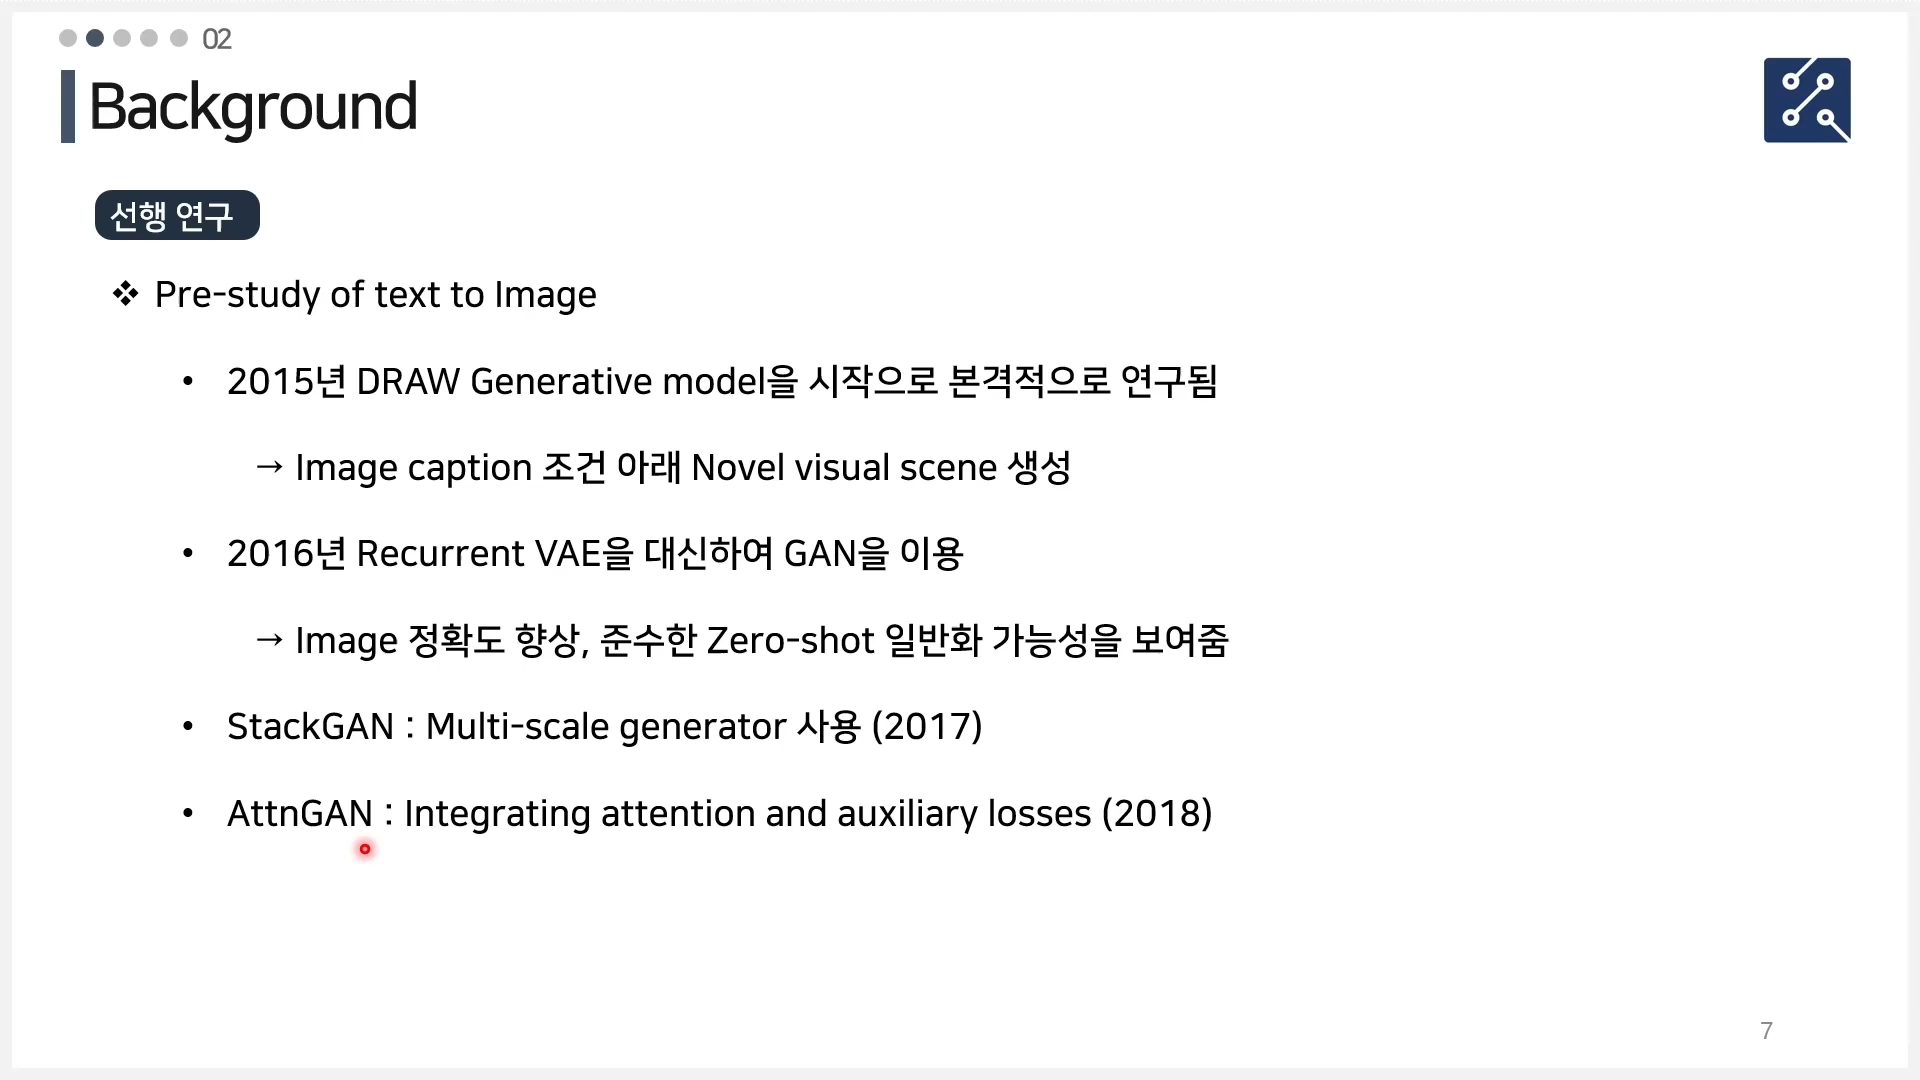 02
Background
선행 연구
❖ Pre-study of text to Image
• 2015년 DRAW Generative model을 시작으로 본격적으로 연구됨
→ Image caption 조건 아래 Novel visual scene 생성
• 2016년 Recurrent VAE을 대신하여 GAN을 이용
→ Image 정확도 향상, 준수한 Zero-shot 일반화 가능성을 보여줌
• StackGAN : Multi-scale generator 사용 (2017)
• AttnGAN : Integrating attention and auxiliary losses (2018)
7